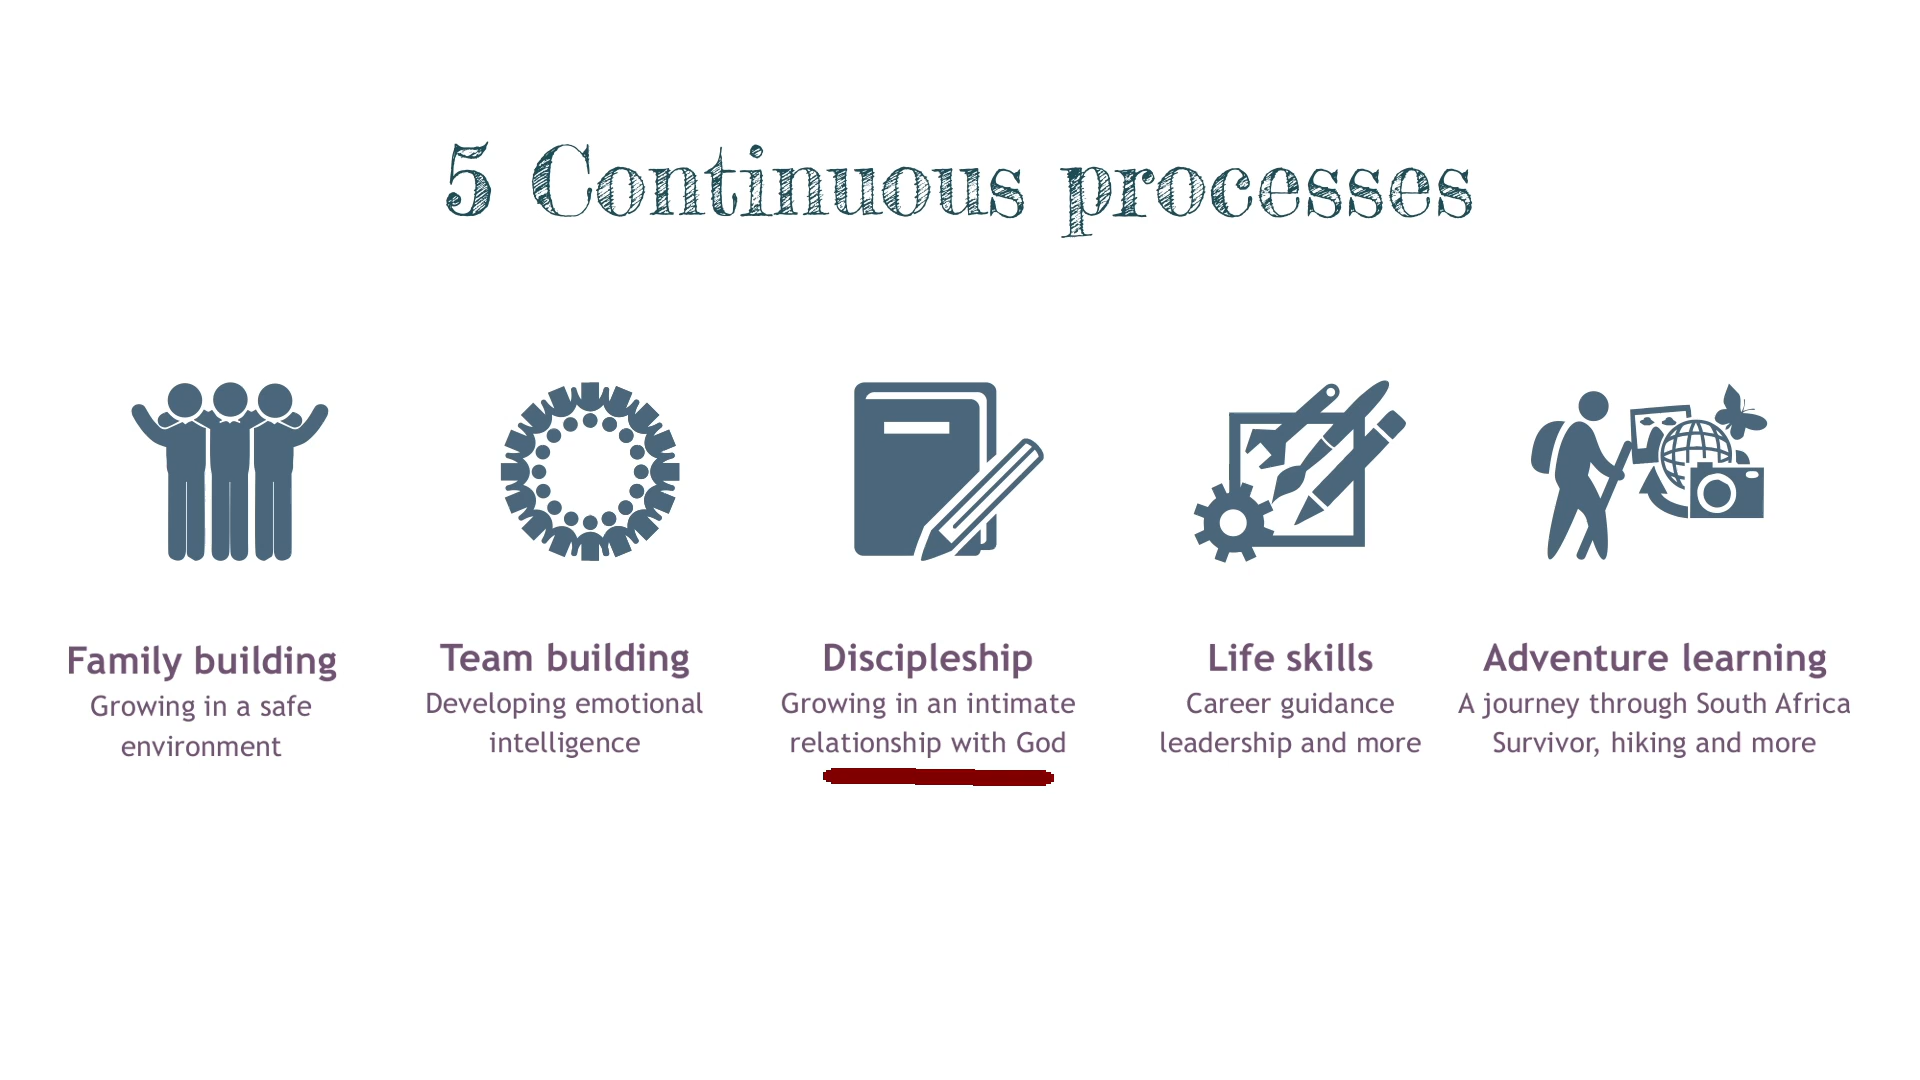 5 Continuous processes
Family building
Growing in a safe
environment
Team building
Developing emotional
intelligence
Discipleship
Growing in an intimate
relationship with God
Life skills
Career guidance
leadership and more
Adventure learning
A journey through South Africa
Survivor, hiking and more